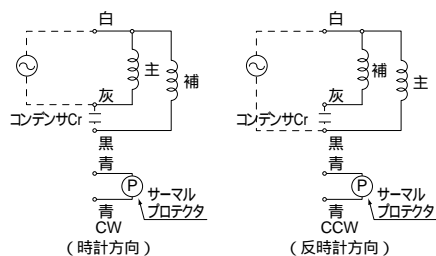 白
主
補
灰
コンデンサCr
黒
青
P
サーマル
プロテクタ
青
CW
(時計方向)
白
補
主
灰
コンデンサCr
黒
青
P
サーマル
プロテクタ
青
CCW
(反時計方向)